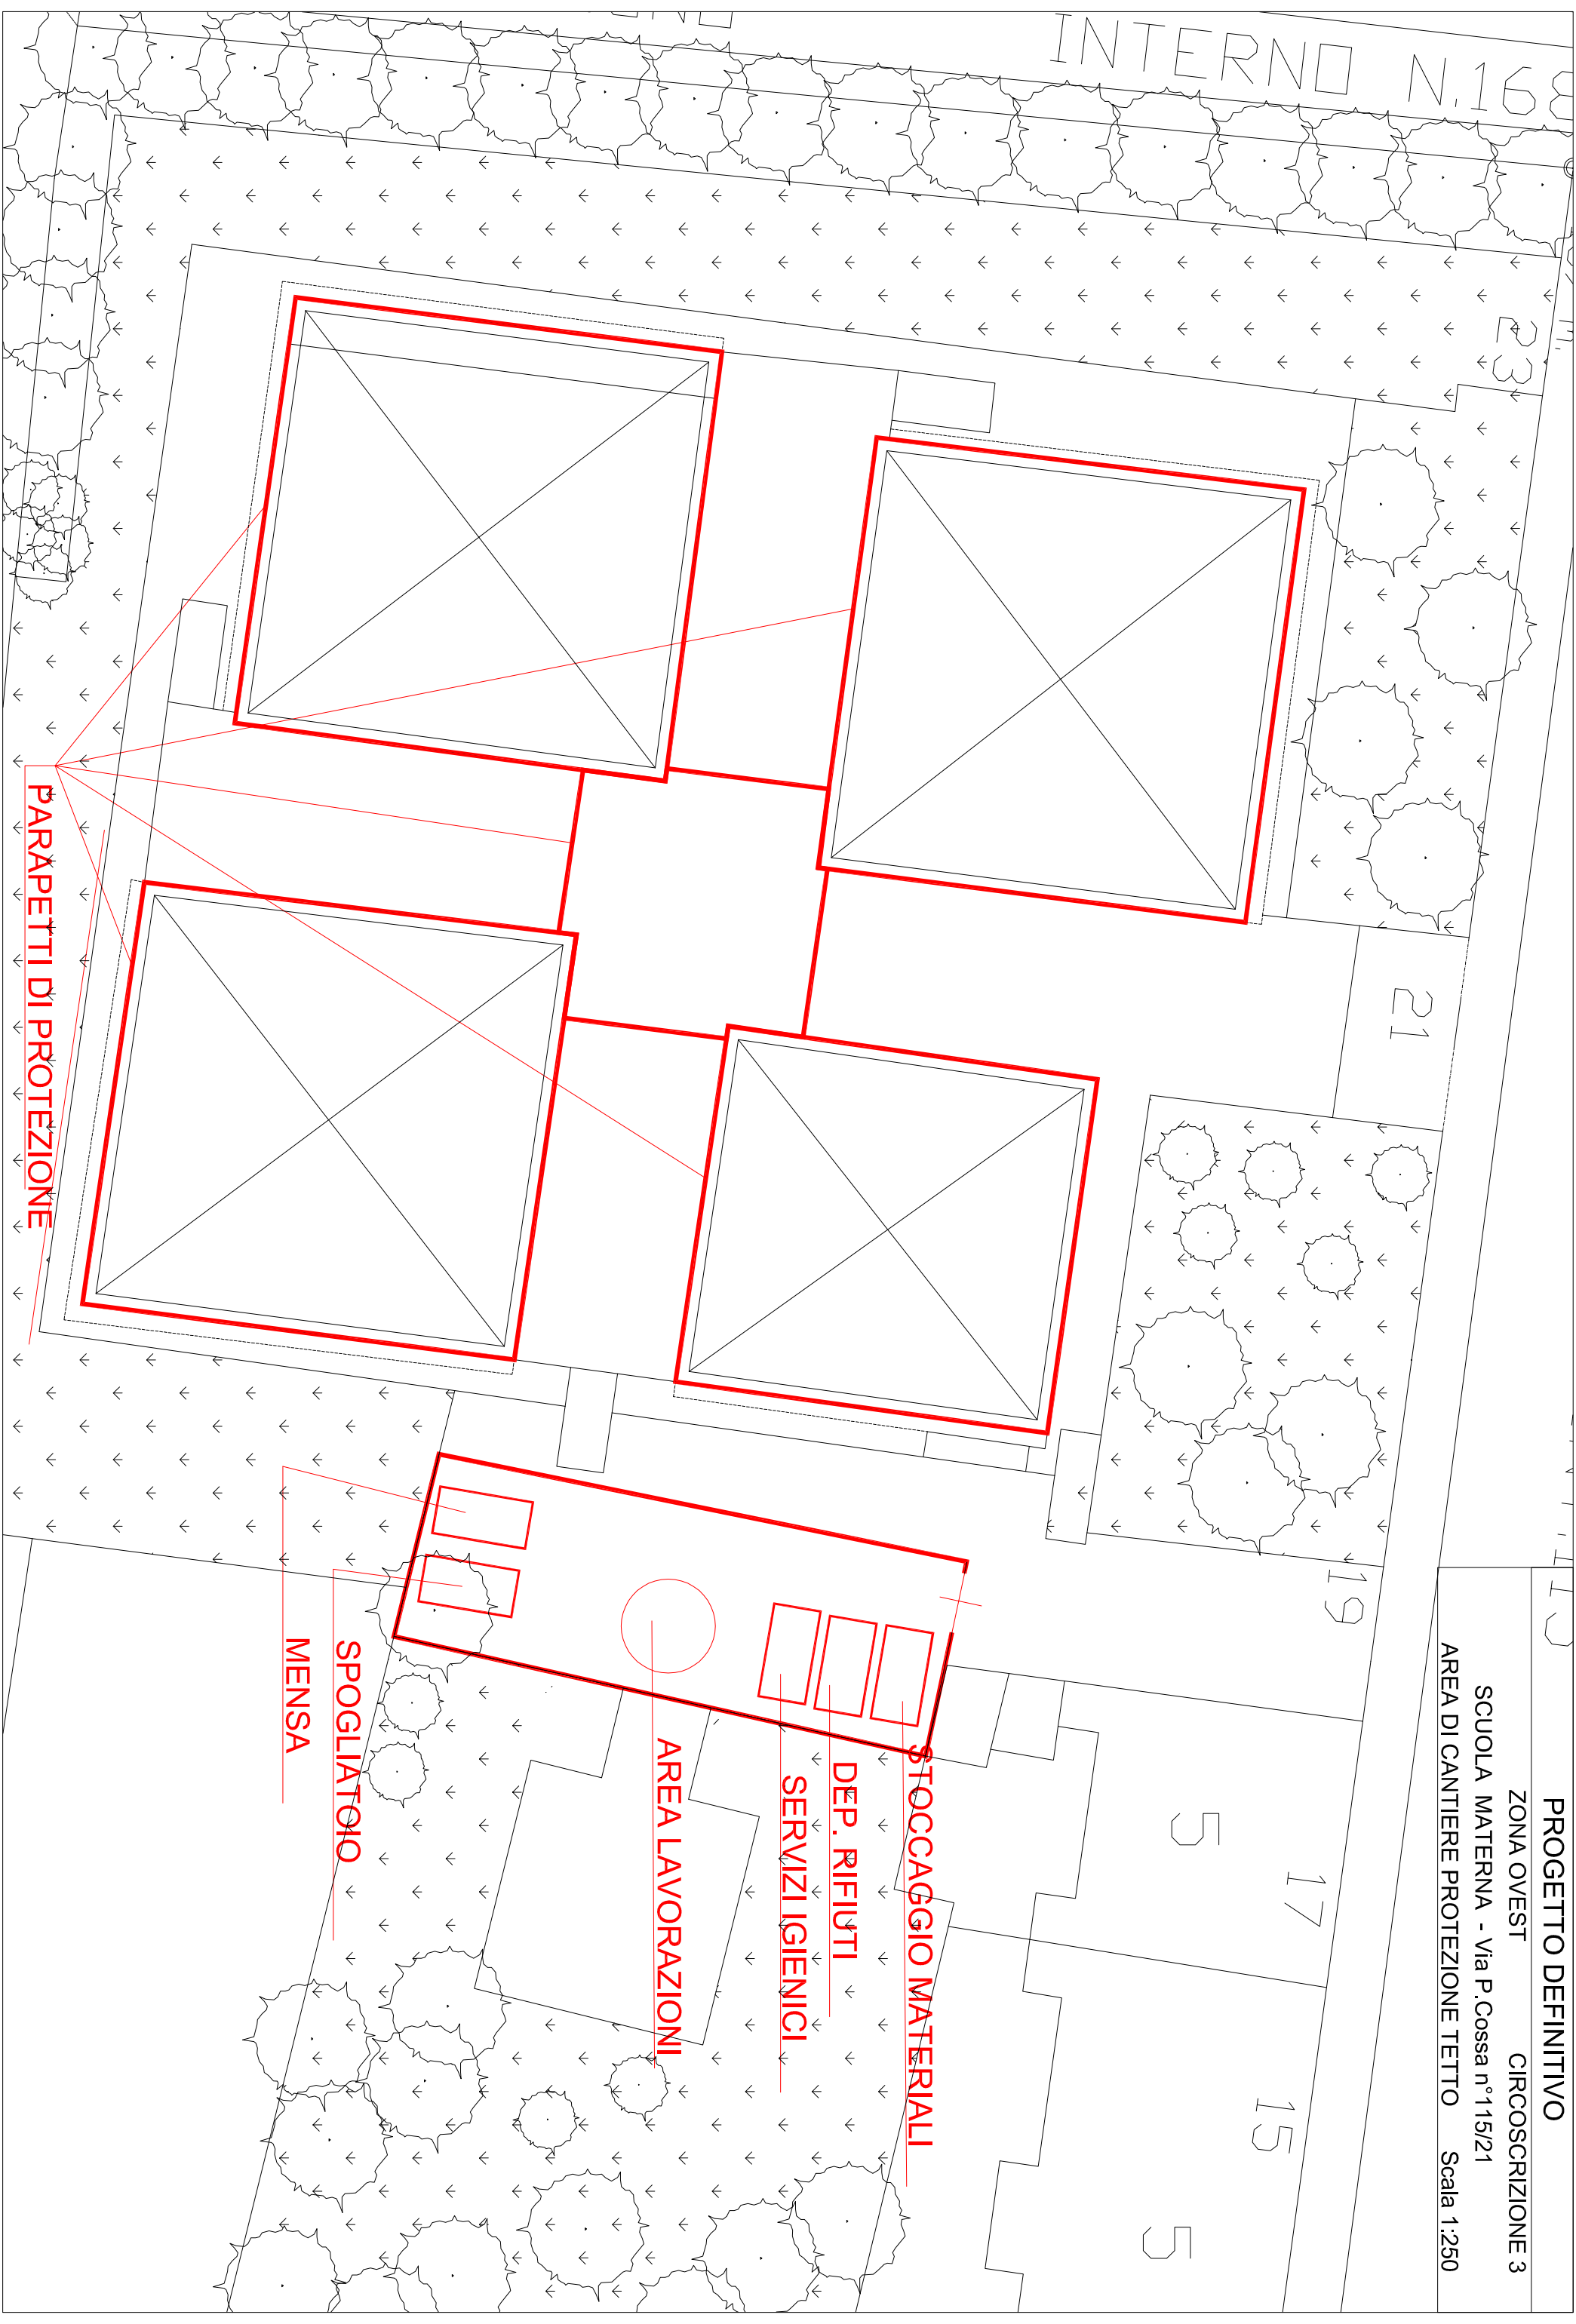 PROGETTO DEFINITIVO
ZONA OVEST CIRCOSCRIZIONE 3
SCUOLA MATERNA - Via P.Cossa n°115/21
AREA DI CANTIERE PROTEZIONE TETTO Scala 1:250
INTERNO N.168
23
21
19
17
15
5
5
PARAPETTI DI PROTEZIONE
STOCCAGGIO MATERIALI
DEP. RIFIUTI
SERVIZI IGIENICI
AREA LAVORAZIONI
SPOGLIATOIO
MENSA